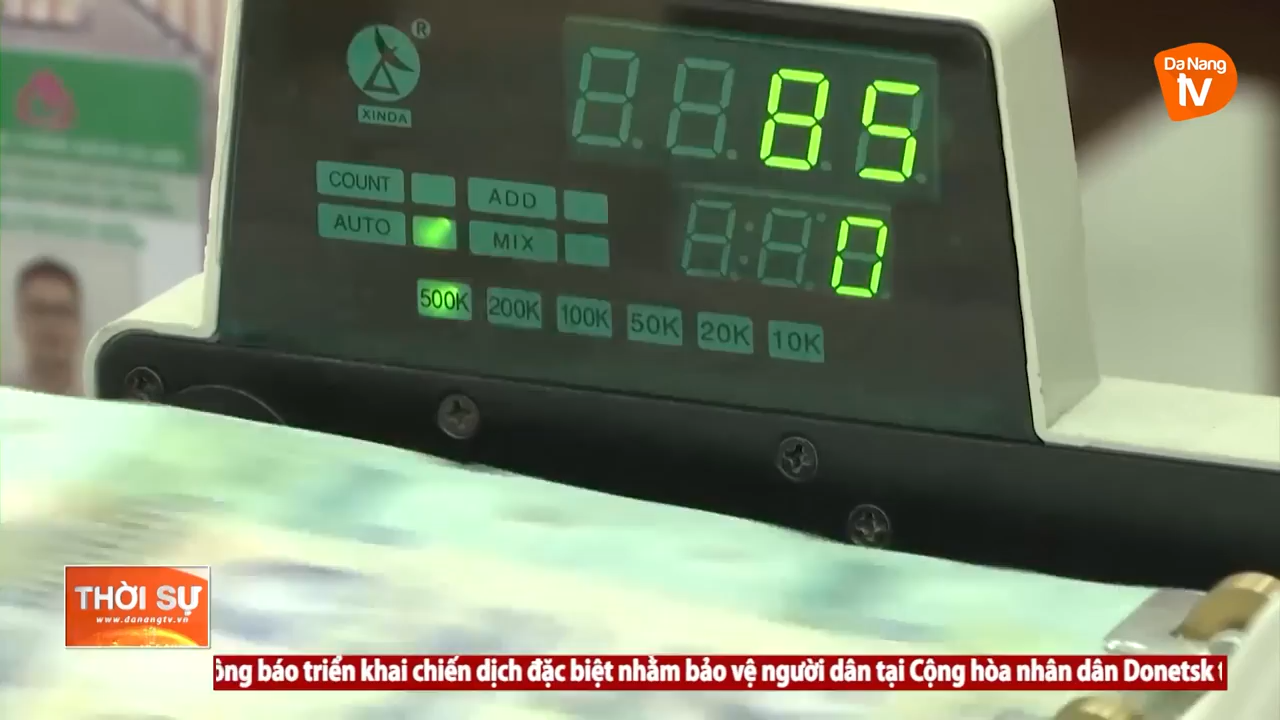 ®
XINDA
85
Da Nang
tv
COUNT
ADD
AUTO
MIX
0
500K
200K
100K
50K
20K
10K
THỜI SỰ
www.danangtv.vn
ông báo triển khai chiến dịch đặc biệt nhằm bảo vệ người dân tại Cộng hòa nhân dân Donetsk